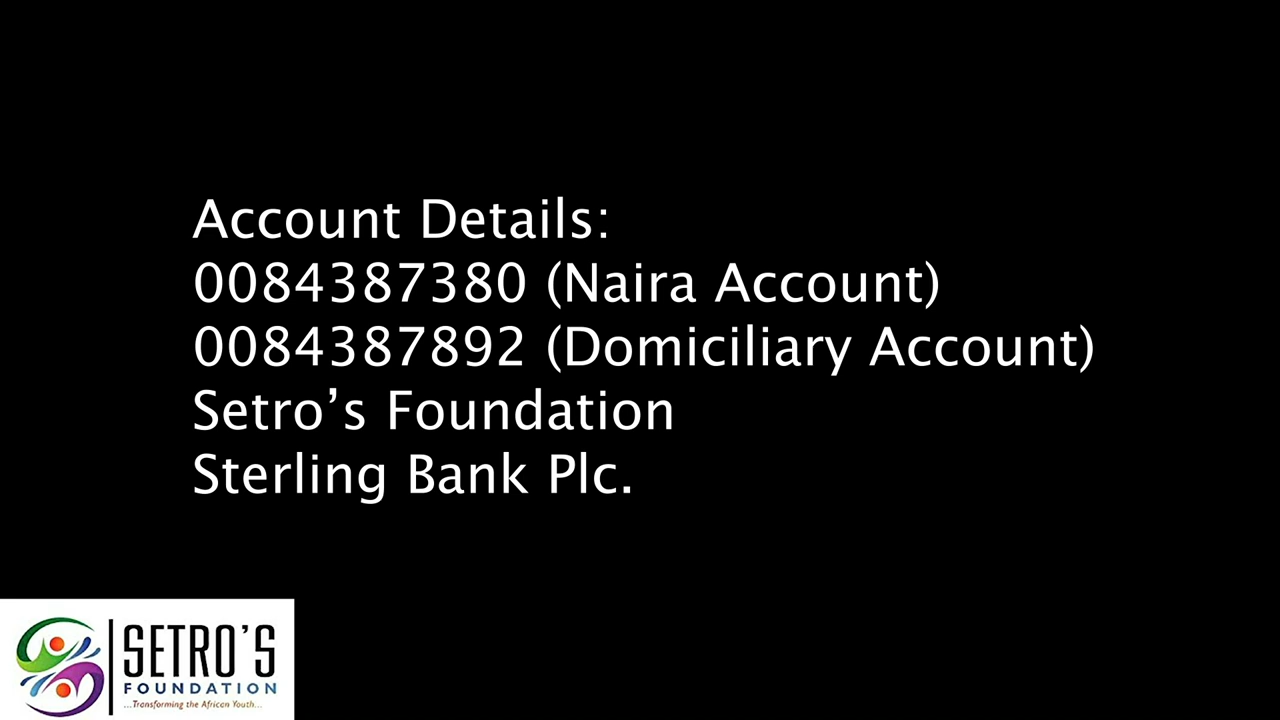 Account Details:
0084387380 (Naira Account)
0084387892 (Domiciliary Account)
Setro’s Foundation
Sterling Bank Plc.
SETRO'S
FOUNDATION
...Transforming the African Youth...